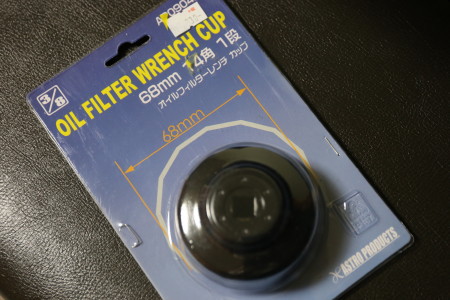 3/8
OIL FILTER WRENCH CUP
68mm 14角 1段
オイルフィルターレンチ カップ
68mm
ASTRO PRODUCTS